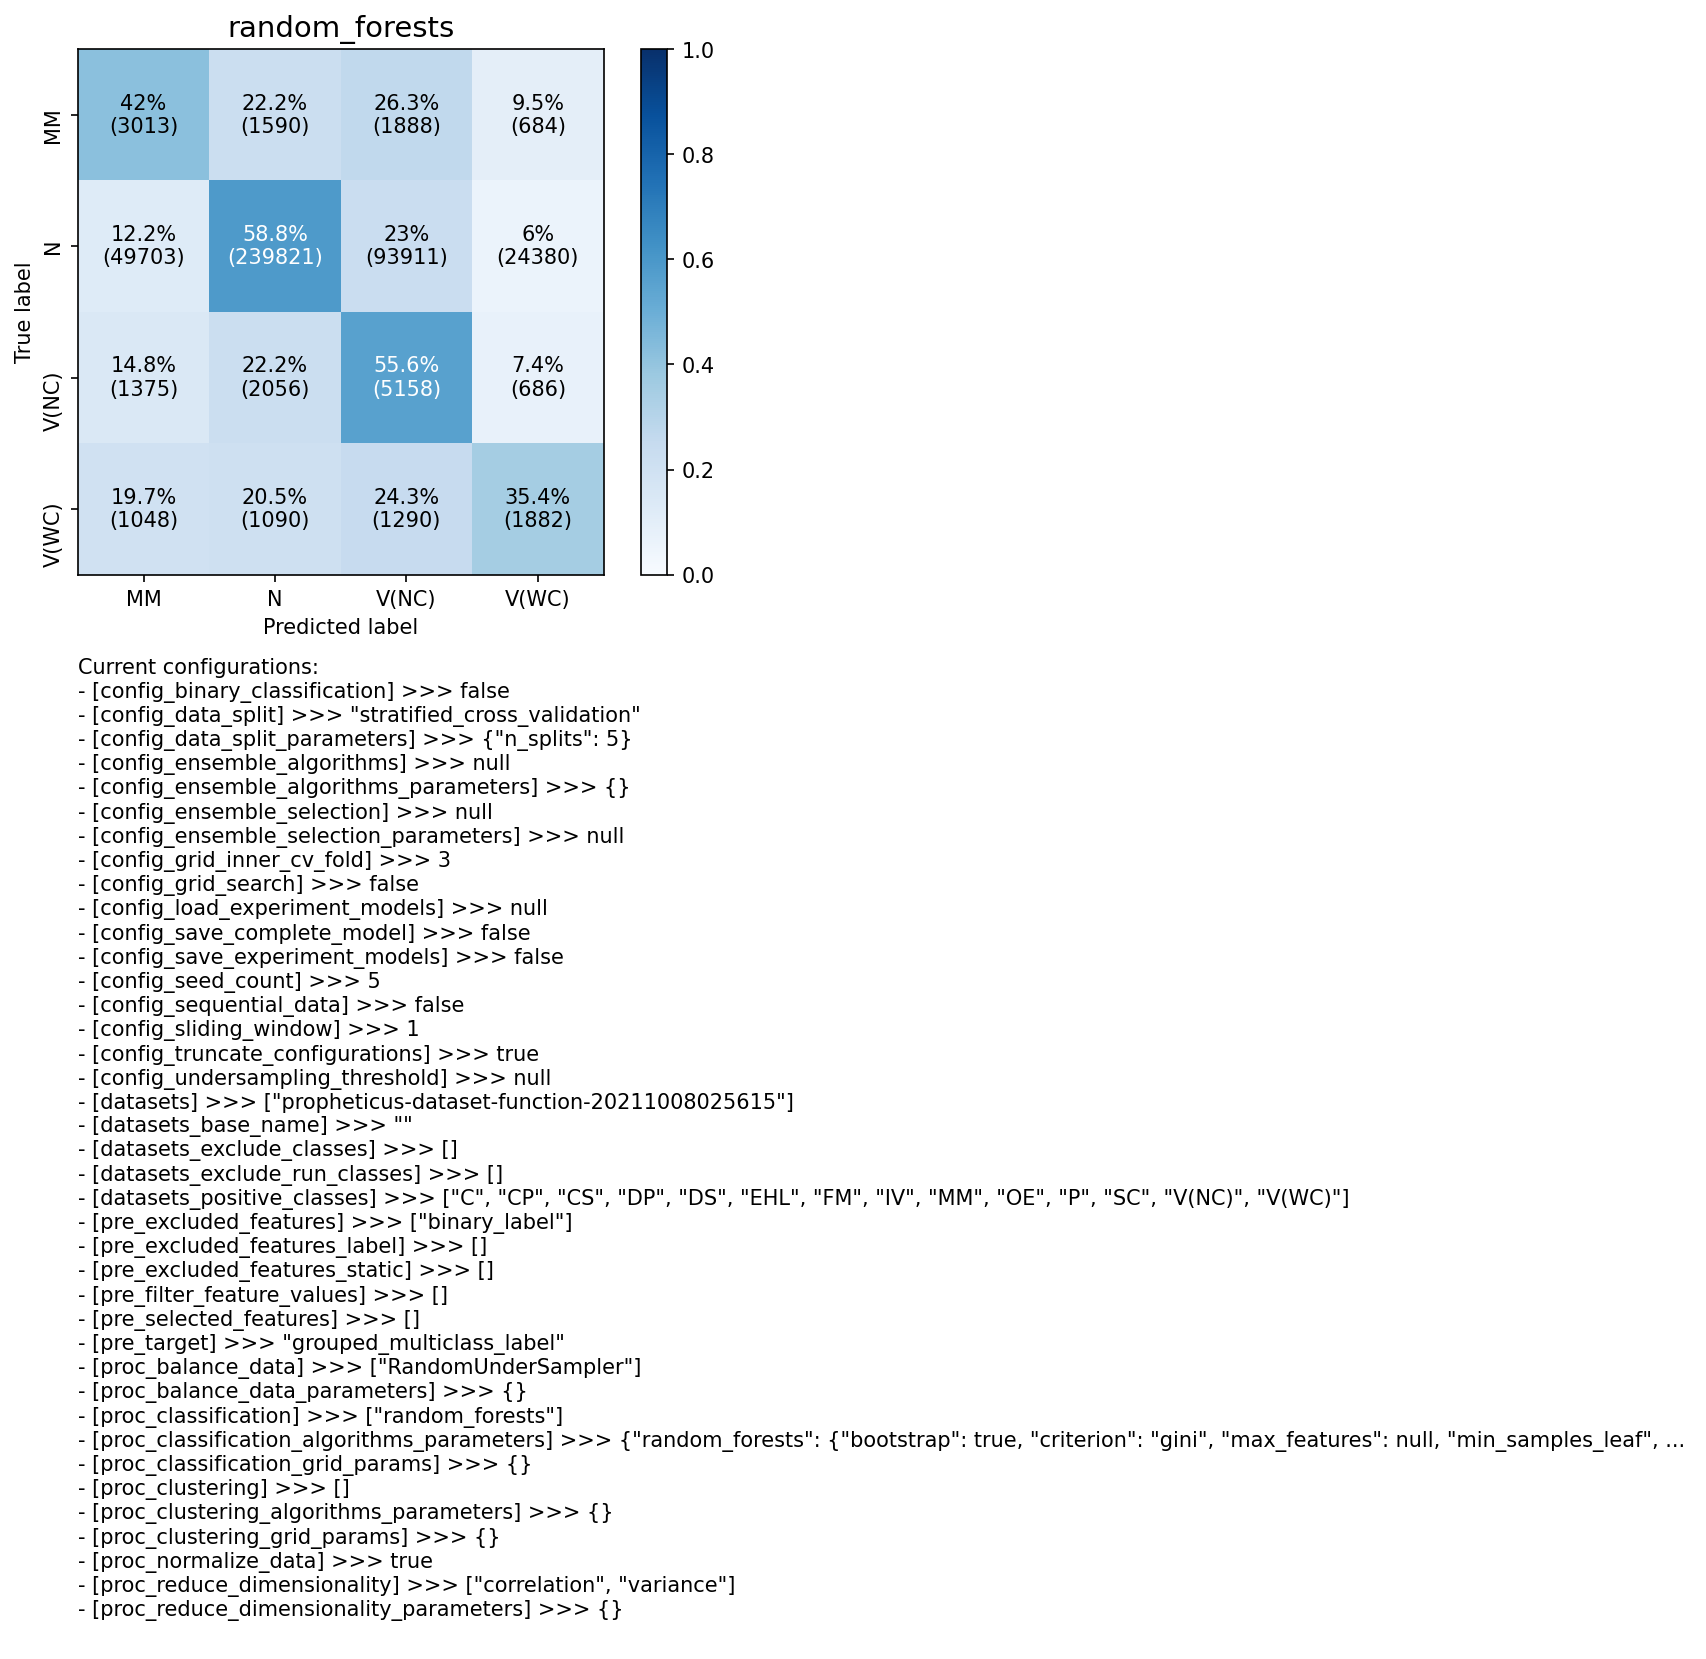 random_forests
42% 22.2% 26.3% 9.5%
(3013) (1590) (1888) (684)
MM
12.2% 58.8% 23% 6%
(49703) (239821) (93911) (24380)
N
14.8% 22.2% 55.6% 7.4%
(1375) (2056) (5158) (686)
V(NC)
19.7% 20.5% 24.3% 35.4%
(1048) (1090) (1290) (1882)
V(WC)
True label
MM N V(NC) V(WC)
Predicted label
1.0
0.8
0.6
0.4
0.2
0.0
Current configurations:
- [config_binary_classification] >>> false
- [config_data_split] >>> "stratified_cross_validation"
- [config_data_split_parameters] >>> {"n_splits": 5}
- [config_ensemble_algorithms] >>> null
- [config_ensemble_algorithms_parameters] >>> {}
- [config_ensemble_selection] >>> null
- [config_ensemble_selection_parameters] >>> null
- [config_grid_inner_cv_fold] >>> 3
- [config_grid_search] >>> false
- [config_load_experiment_models] >>> null
- [config_save_complete_model] >>> false
- [config_save_experiment_models] >>> false
- [config_seed_count] >>> 5
- [config_sequential_data] >>> false
- [config_sliding_window] >>> 1
- [config_truncate_configurations] >>> true
- [config_undersampling_threshold] >>> null
- [datasets] >>> ["propheticus-dataset-function-20211008025615"]
- [datasets_base_name] >>> ""
- [datasets_exclude_classes] >>> []
- [datasets_exclude_run_classes] >>> []
- [datasets_positive_classes] >>> ["C", "CP", "CS", "DP", "DS", "EHL", "FM", "IV", "MM", "OE", "P", "SC", "V(NC)", "V(WC)"]
- [pre_excluded_features] >>> ["binary_label"]
- [pre_excluded_features_label] >>> []
- [pre_excluded_features_static] >>> []
- [pre_filter_feature_values] >>> []
- [pre_selected_features] >>> []
- [pre_target] >>> "grouped_multiclass_label"
- [proc_balance_data] >>> ["RandomUnderSampler"]
- [proc_balance_data_parameters] >>> {}
- [proc_classification] >>> ["random_forests"]
- [proc_classification_algorithms_parameters] >>> {"random_forests": {"bootstrap": true, "criterion": "gini", "max_features": null, "min_samples_leaf", ...
- [proc_classification_grid_params] >>> {}
- [proc_clustering] >>> []
- [proc_clustering_algorithms_parameters] >>> {}
- [proc_clustering_grid_params] >>> {}
- [proc_normalize_data] >>> true
- [proc_reduce_dimensionality] >>> ["correlation", "variance"]
- [proc_reduce_dimensionality_parameters] >>> {}